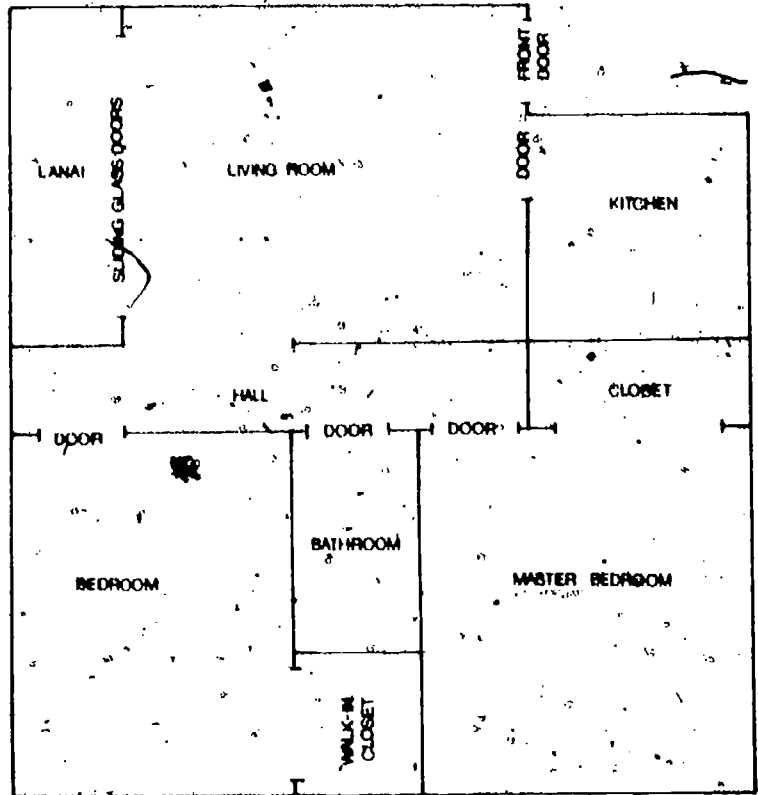 FRONT
DOOR
DOOR
SLIDING GLASS DOORS
LANAI
LIVING ROOM
KITCHEN
HALL
CLOSET
DOOR
DOOR
DOOR
BATHROOM
BEDROOM
MASTER BEDROOM
WALK-IN
CLOSET